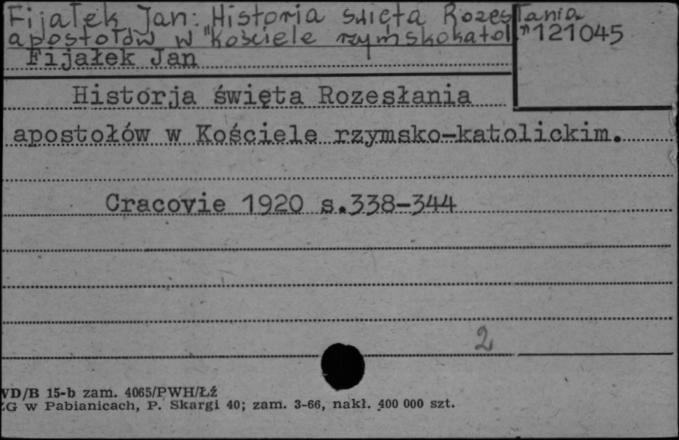 Fijałek Jan: Historia święta Rozesłania
apostołów w "Kościele rzymskokatol."
121045
Fijałek Jan
Historja święta Rozesłania
apostołów w Kościele rzymsko-katolickim.
Cracovie 1920 s.338-344
2
VD/B 15-b zam. 4065/PWH/Łź
ZG w Pabianicach, P. Skargi 40; zam. 3-66, nakł. 400 000 szt.